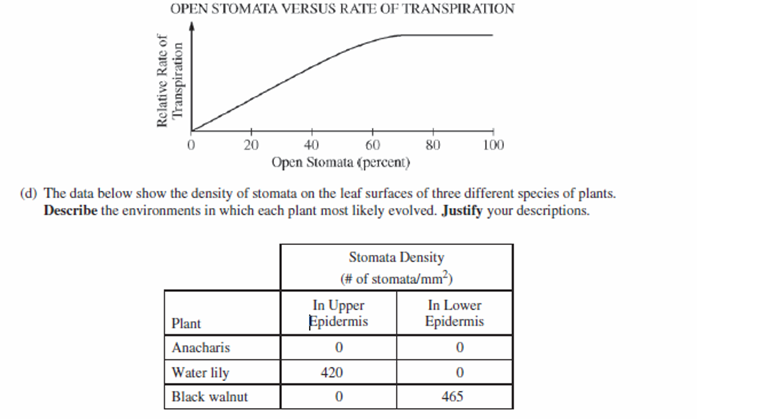 OPEN STOMATA VERSUS RATE OF TRANSPIRATION
Relative Rate of
Transpiration
0 20 40 60 80 100
Open Stomata (percent)
(d) The data below show the density of stomata on the leaf surfaces of three different species of plants.
Describe the environments in which each plant most likely evolved. Justify your descriptions.
Stomata Density
(# of stomata/mm²)
Plant In Upper Epidermis In Lower Epidermis
Anacharis 0 0
Water lily 420 0
Black walnut 0 465